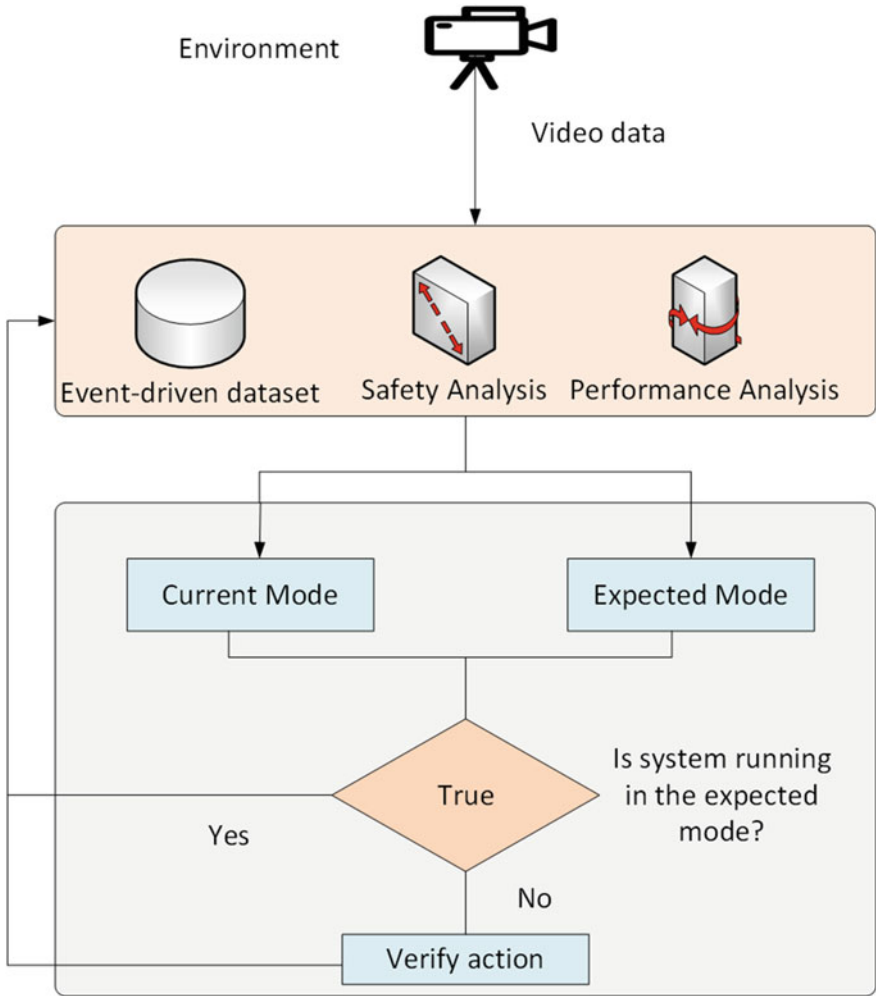 Environment
Video data
Event-driven dataset
Safety Analysis
Performance Analysis
Current Mode
Expected Mode
True
Is system running
in the expected
mode?
Yes
No
Verify action